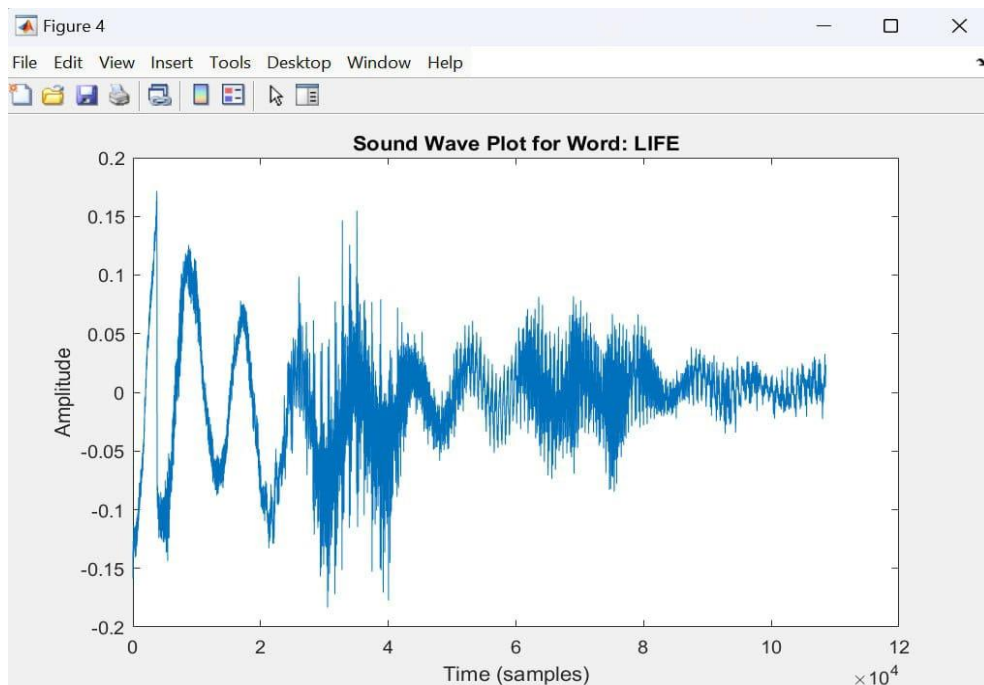 Figure 4
File Edit View Insert Tools Desktop Window Help
Sound Wave Plot for Word: LIFE
0.2
0.15
0.1
0.05
0
-0.05
-0.1
-0.15
-0.2
Amplitude
0 2 4 6 8 10 12
Time (samples)
×10^4